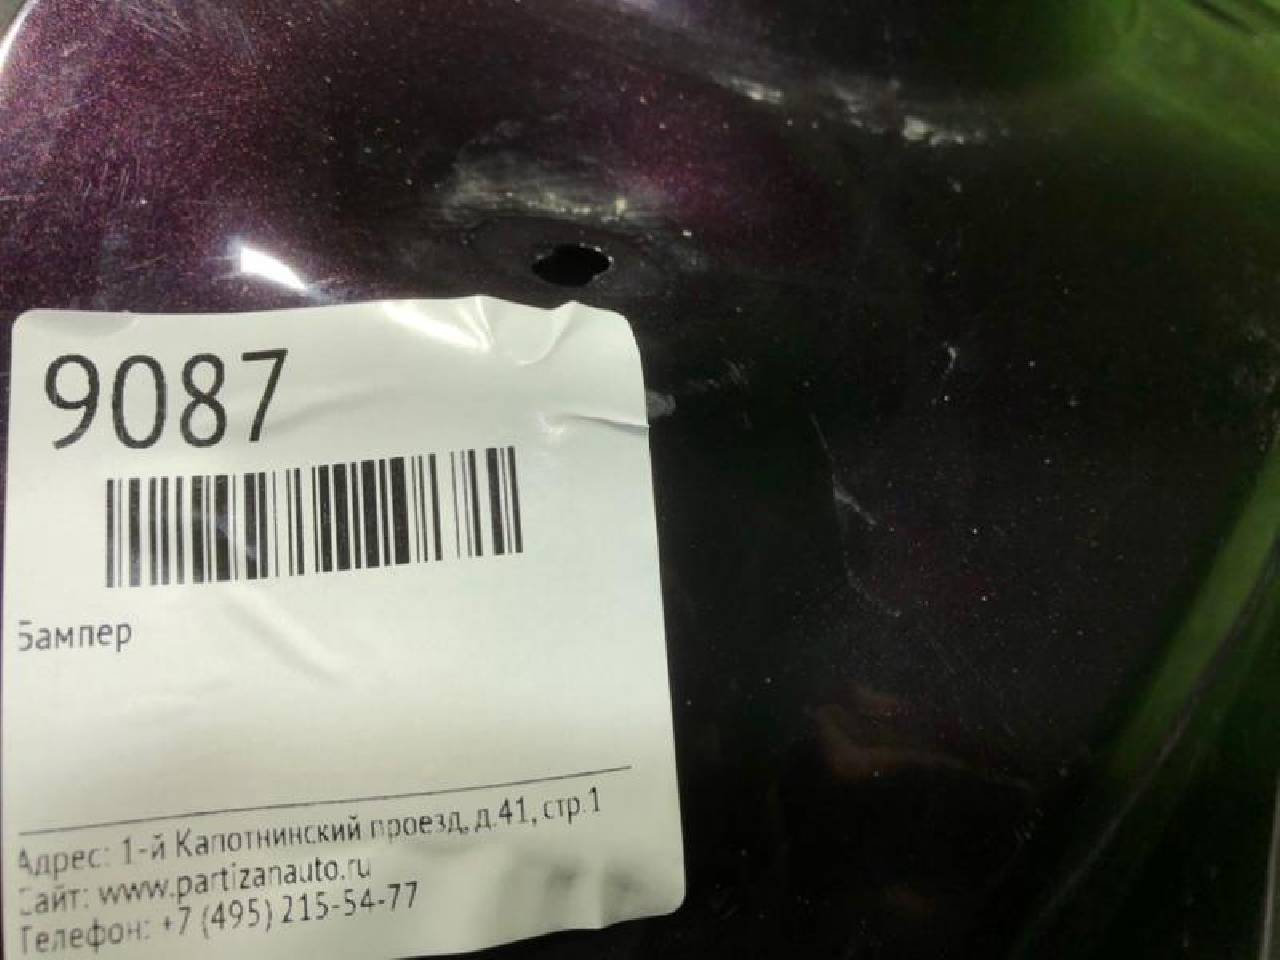 9087
Бампер
Адрес: 1-й Капотнинский проезд, д.41, стр.1
Сайт: www.partizanauto.ru
Телефон: +7 (495) 215-54-77